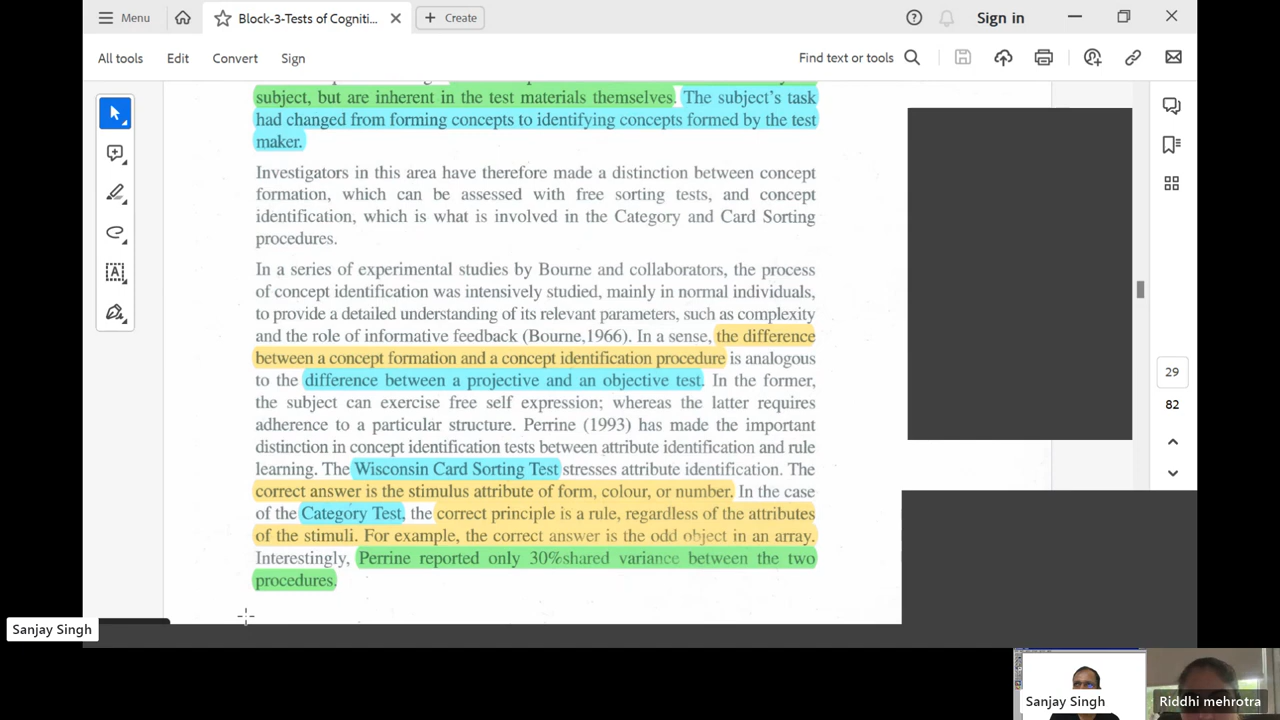 Menu
Block-3-Tests of Cogniti...
Create
Sign in
All tools Edit Convert Sign
Find text or tools
subject, but are inherent in the test materials themselves. The subject's task
had changed from forming concepts to identifying concepts formed by the test
maker.
Investigators in this area have therefore made a distinction between concept
formation, which can be assessed with free sorting tests, and concept
identification, which is what is involved in the Category and Card Sorting
procedures.
In a series of experimental studies by Bourne and collaborators, the process
of concept identification was intensively studied, mainly in normal individuals,
to provide a detailed understanding of its relevant parameters, such as complexity
and the role of informative feedback (Bourne,1966). In a sense, the difference
between a concept formation and a concept identification procedure is analogous
to the difference between a projective and an objective test. In the former,
the subject can exercise free self expression; whereas the latter requires
adherence to a particular structure. Perrine (1993) has made the important
distinction in concept identification tests between attribute identification and rule
learning. The Wisconsin Card Sorting Test stresses attribute identification. The
correct answer is the stimulus attribute of form, colour, or number. In the case
of the Category Test, the correct principle is a rule, regardless of the attributes
of the stimuli. For example, the correct answer is the odd object in an array.
Interestingly, Perrine reported only 30%shared variance between the two
procedures.
29
82
Sanjay Singh
Sanjay Singh
Riddhi mehrotra